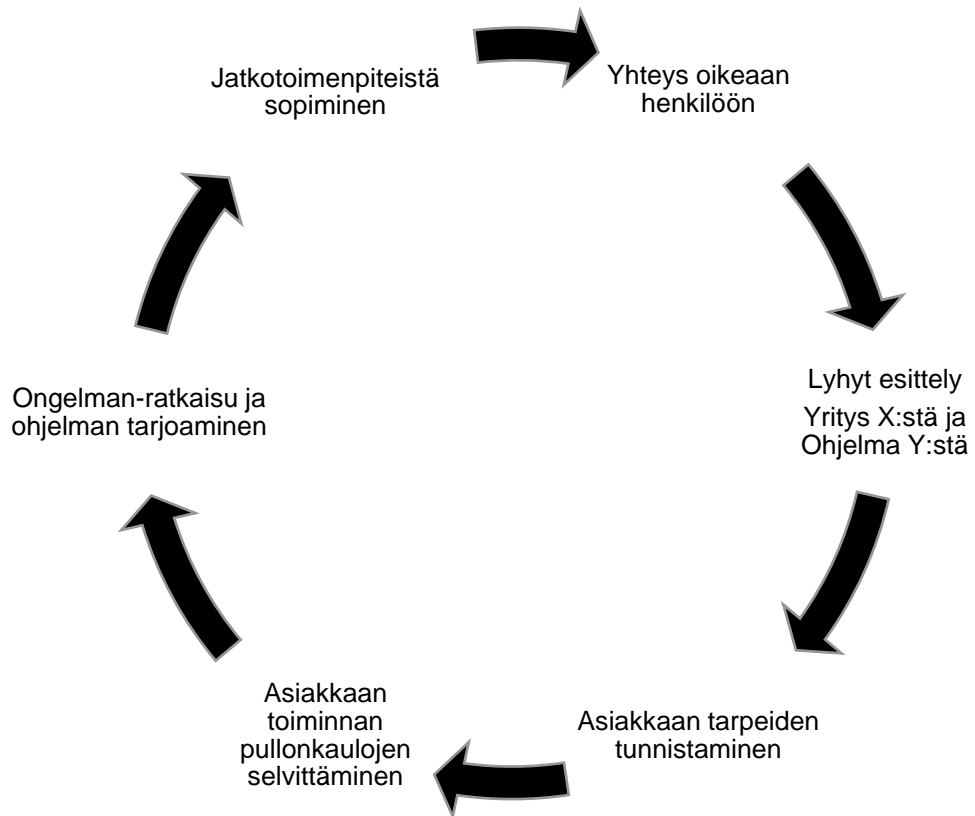 Yhteys oikeaan
henkilöön
Lyhyt esittely
Yritys X:stä ja
Ohjelma Y:stä
Asiakkaan tarpeiden
tunnistaminen
Asiakkaan
toiminnan
pullonkaulojen
selvittäminen
Ongelman-ratkaisu ja
ohjelman tarjoaminen
Jatkotoimenpiteistä
sopiminen